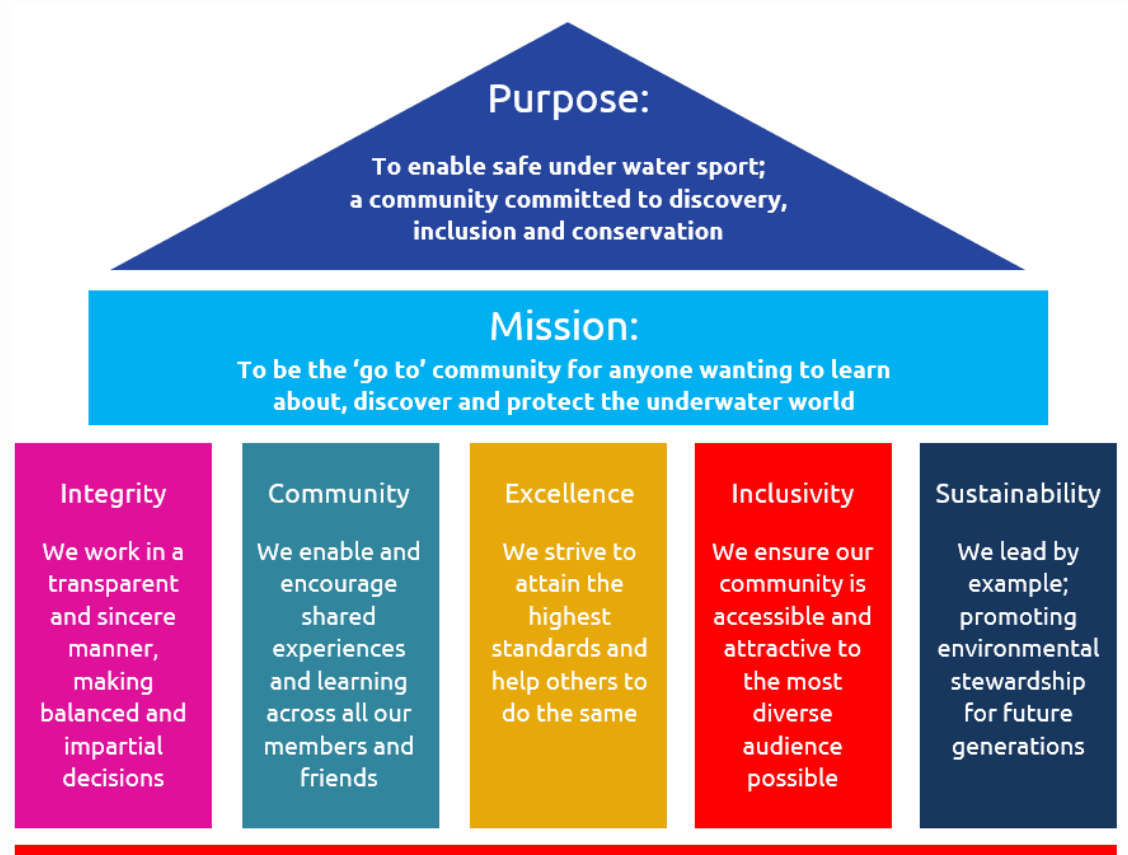 Purpose:
To enable safe under water sport;
a community committed to discovery,
inclusion and conservation
Mission:
To be the ‘go to’ community for anyone wanting to learn
about, discover and protect the underwater world
Integrity
We work in a
transparent
and sincere
manner,
making
balanced and
impartial
decisions
Community
We enable and
encourage
shared
experiences
and learning
across all our
members and
friends
Excellence
We strive to
attain the
highest
standards and
help others to
do the same
Inclusivity
We ensure our
community is
accessible and
attractive to
the most
diverse
audience
possible
Sustainability
We lead by
example;
promoting
environmental
stewardship
for future
generations